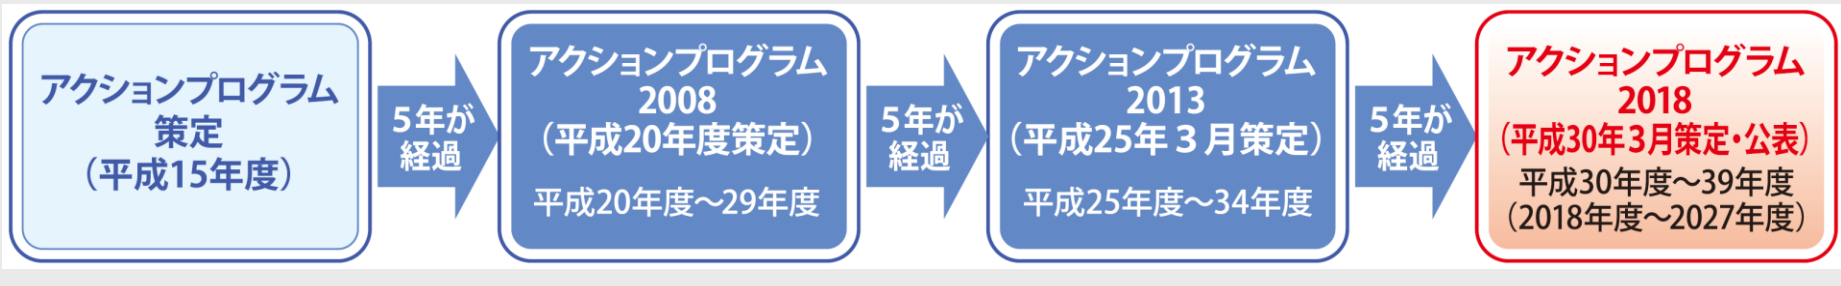 アクションプログラム
策定
（平成15年度）
5年が
経過
アクションプログラム
2008
（平成20年度策定）
平成20年度～29年度
5年が
経過
アクションプログラム
2013
（平成25年３月策定）
平成25年度～34年度
5年が
経過
アクションプログラム
2018
（平成30年３月策定・公表）
平成30年度～39年度
（2018年度～2027年度）